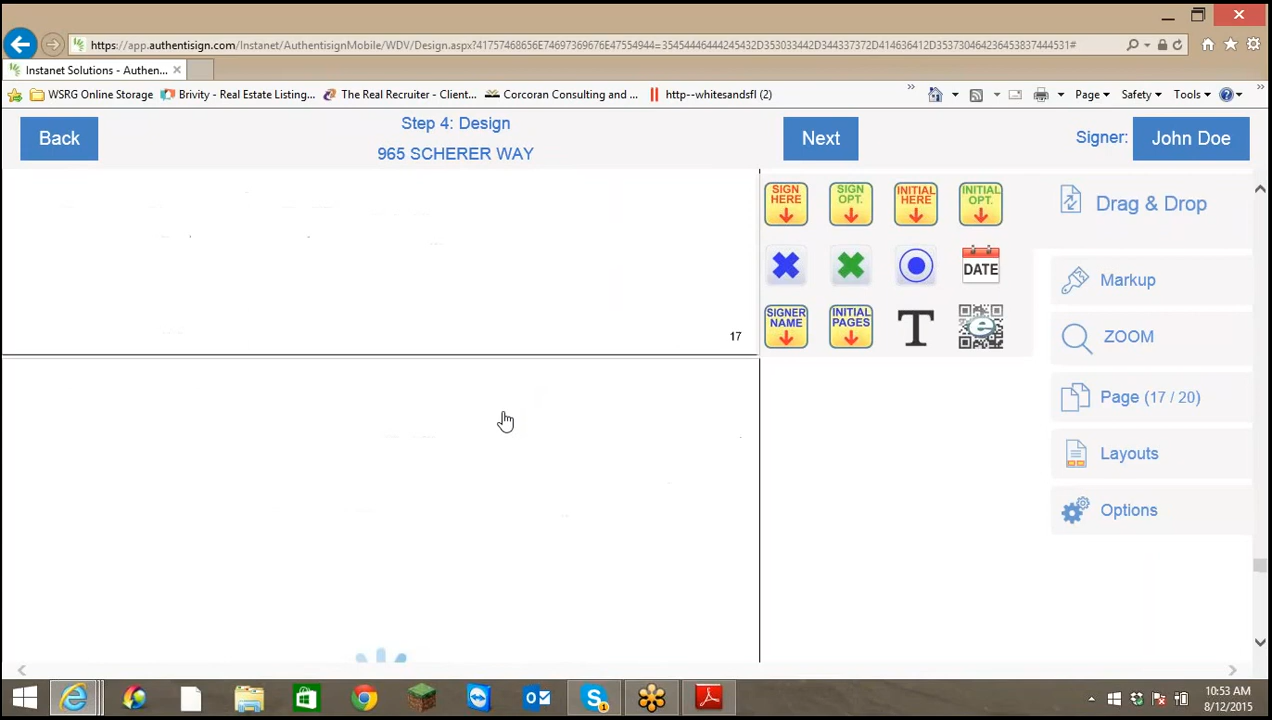 https://app.authentisign.com/Instanet/AuthentisignMobile/WDV/Design.aspx?
Instanet Solutions - Authen...
WSRG Online Storage
Brivity - Real Estate Listing...
The Real Recruiter - Client...
Corcoran Consulting and ...
http--whitesandsfl (2)
Page
Safety
Tools
Back
Step 4: Design
965 SCHERER WAY
Next
Signer:
John Doe
SIGN HERE
SIGN OPT.
INITIAL HERE
INITIAL OPT.
Drag & Drop
DATE
Markup
SIGNER NAME
INITIAL PAGES
T
e
ZOOM
17
Page (17 / 20)
Layouts
Options
10:53 AM
8/12/2015